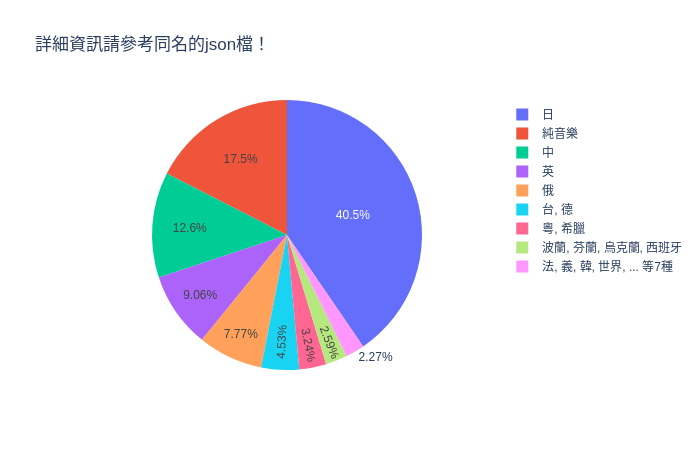 詳細資訊請參考同名的json檔！
40.5%
17.5%
12.6%
9.06%
7.77%
4.53%
3.24%
2.59%
2.27%
日
純音樂
中
英
俄
台, 德
粵, 希臘
波蘭, 芬蘭, 烏克蘭, 西班牙
法, 義, 韓, 世界, ... 等7種